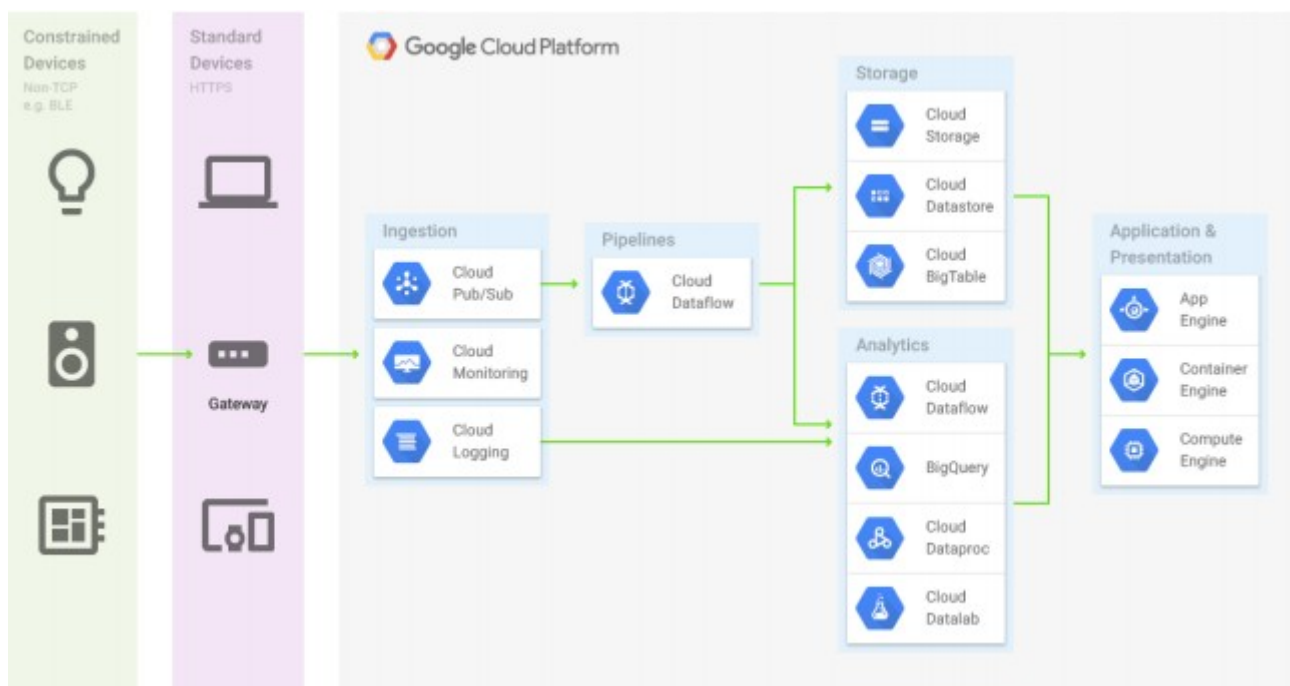 Constrained
Devices
Non-TCP
e.g. BLE
Standard
Devices
HTTPS
Gateway
Google Cloud Platform
Ingestion
Cloud
Pub/Sub
Cloud
Monitoring
Cloud
Logging
Pipelines
Cloud
Dataflow
Storage
Cloud
Storage
Cloud
Datastore
Cloud
BigTable
Analytics
Cloud
Dataflow
BigQuery
Cloud
Dataproc
Cloud
Datalab
Application &
Presentation
App
Engine
Container
Engine
Compute
Engine